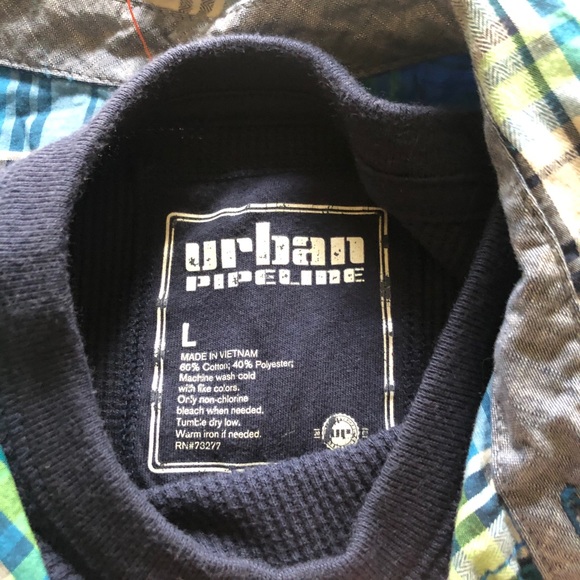 urban
PIPELINE
L
MADE IN VIETNAM
60% Cotton; 40% Polyester;
Machine wash cold
with like colors.
Only non-chlorine
bleach when needed.
Tumble dry low.
Warm iron if needed.
RN#73277
UP